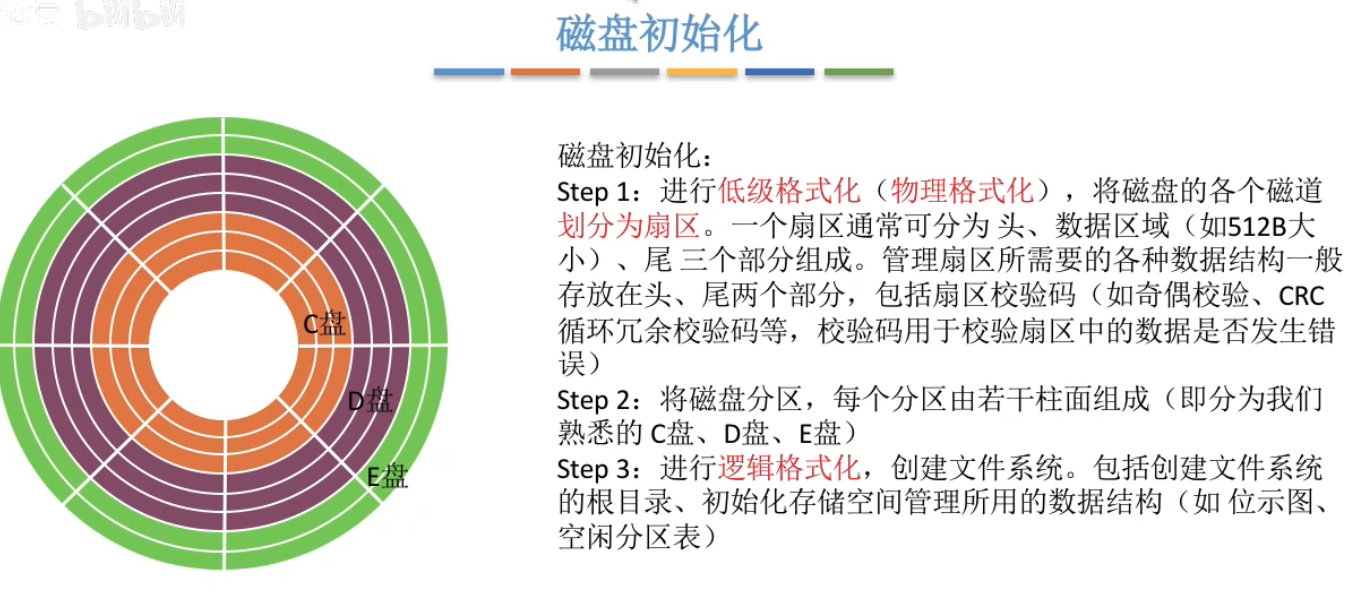 磁盘初始化
磁盘初始化：
Step 1：进行低级格式化（物理格式化），将磁盘的各个磁道
划分为扇区。一个扇区通常可分为 头、数据区域（如512B大
小）、尾 三个部分组成。管理扇区所需要的各种数据结构一般
存放在头、尾两个部分，包括扇区校验码（如奇偶校验、CRC
循环冗余校验码等，校验码用于校验扇区中的数据是否发生错
误）
Step 2：将磁盘分区，每个分区由若干柱面组成（即分为我们
熟悉的 C盘、D盘、E盘）
Step 3：进行逻辑格式化，创建文件系统。包括创建文件系统
的根目录、初始化存储空间管理所用的数据结构（如 位示图、
空闲分区表）
C盘
D盘
E盘